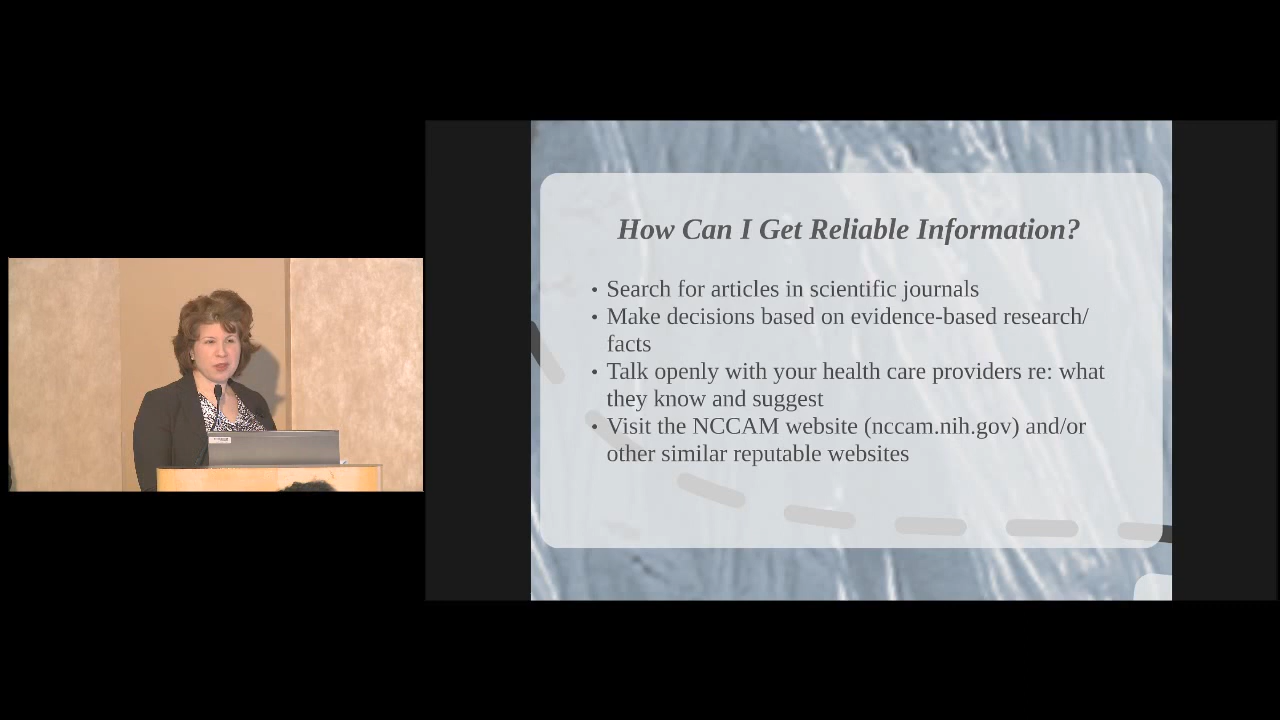 How Can I Get Reliable Information?
• Search for articles in scientific journals
• Make decisions based on evidence-based research/
facts
• Talk openly with your health care providers re: what
they know and suggest
• Visit the NCCAM website (nccam.nih.gov) and/or
other similar reputable websites